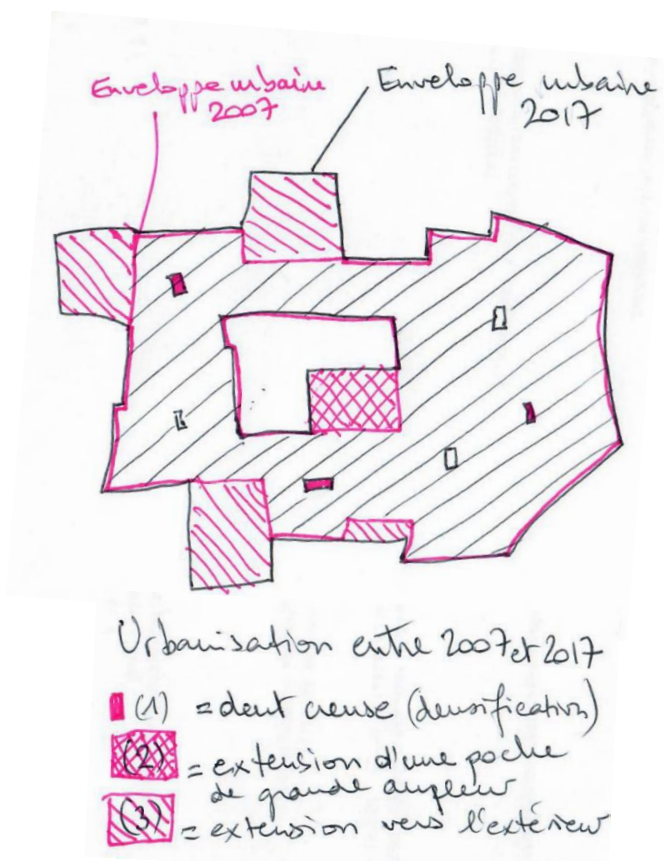 Enveloppe urbaine
2007
Enveloppe urbaine
2017
Urbanisation entre 2007 et 2017
(1) = dent creuse (densification)
(2) = extension d'une poche
de grande ampleur
(3) = extension vers l'extérieur